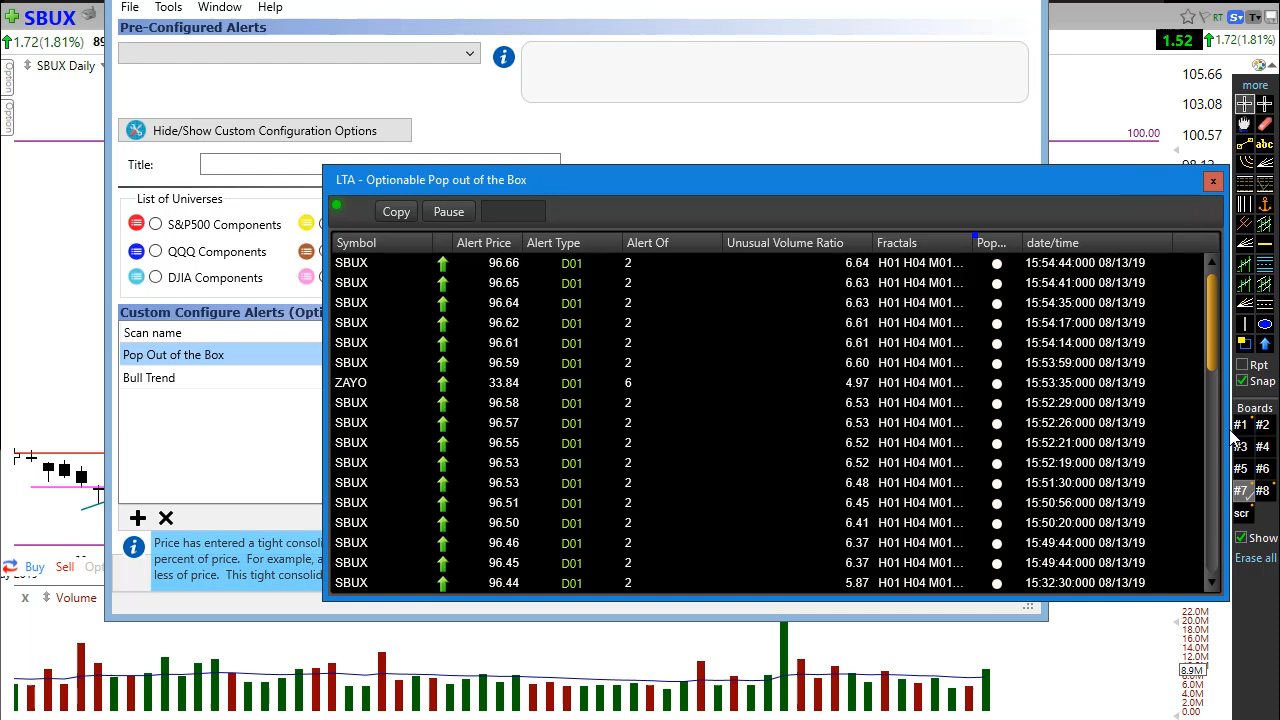 SBUX
File Tools Window Help
RT S T
1.72(1.81%) 89
Pre-Configured Alerts
1.52 1.72(1.81%)
SBUX Daily
105.66
more
Option
103.08
Option
Hide/Show Custom Configuration Options
100.00 100.57
abc
Title:
98.12
LTA - Optionable Pop out of the Box
x
List of Universes
Copy Pause
S&P500 Components
QQQ Components
DJIA Components
Symbol Alert Price Alert Type Alert Of Unusual Volume Ratio Fractals Pop... date/time
SBUX 96.66 D01 2 6.64 H01 H04 M01... 15:54:44:000 08/13/19
SBUX 96.65 D01 2 6.63 H01 H04 M01... 15:54:41:000 08/13/19
SBUX 96.64 D01 2 6.63 H01 H04 M01... 15:54:35:000 08/13/19
SBUX 96.62 D01 2 6.61 H01 H04 M01... 15:54:17:000 08/13/19
SBUX 96.61 D01 2 6.61 H01 H04 M01... 15:54:14:000 08/13/19
SBUX 96.59 D01 2 6.60 H01 H04 M01... 15:53:59:000 08/13/19
ZAYO 33.84 D01 6 4.97 H01 H04 M01... 15:53:35:000 08/13/19
SBUX 96.58 D01 2 6.53 H01 H04 M01... 15:52:29:000 08/13/19
SBUX 96.57 D01 2 6.53 H01 H04 M01... 15:52:26:000 08/13/19
SBUX 96.55 D01 2 6.52 H01 H04 M01... 15:52:21:000 08/13/19
SBUX 96.53 D01 2 6.52 H01 H04 M01... 15:52:19:000 08/13/19
SBUX 96.53 D01 2 6.48 H01 H04 M01... 15:51:30:000 08/13/19
SBUX 96.51 D01 2 6.45 H01 H04 M01... 15:50:56:000 08/13/19
SBUX 96.50 D01 2 6.41 H01 H04 M01... 15:50:20:000 08/13/19
SBUX 96.46 D01 2 6.37 H01 H04 M01... 15:49:44:000 08/13/19
SBUX 96.45 D01 2 6.37 H01 H04 M01... 15:49:44:000 08/13/19
SBUX 96.44 D01 2 5.87 H01 H04 M01... 15:32:30:000 08/13/19
Custom Configure Alerts (Opti
Scan name
Pop Out of the Box
Bull Trend
Price has entered a tight consoli
percent of price. For example, a
less of price. This tight consolid
Rpt
Snap
Boards
#1 #2
#3 #4
#5 #6
#7 #8
scr
Show
Erase all
Buy Sell Opt
y 2019
x Volume
22.0M
20.0M
18.0M
16.0M
14.0M
12.0M
10.0M
8.9M
6.0M
4.0M
2.0M
0.00